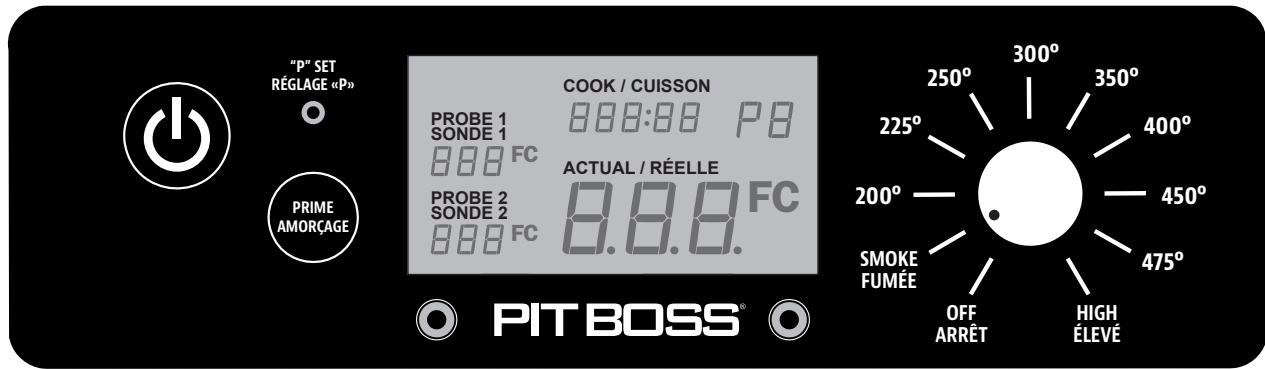 "P" SET
RÉGLAGE «P»
PRIME
AMORÇAGE
COOK / CUISSON
888:88 P8
PROBE 1
SONDE 1
888 FC
ACTUAL / RÉELLE
8.8.8. FC
PROBE 2
SONDE 2
888 FC
PIT BOSS®
OFF
ARRÊT
SMOKE
FUMÉE
200º
225º
250º
300º
350º
400º
450º
475º
HIGH
ÉLEVÉ